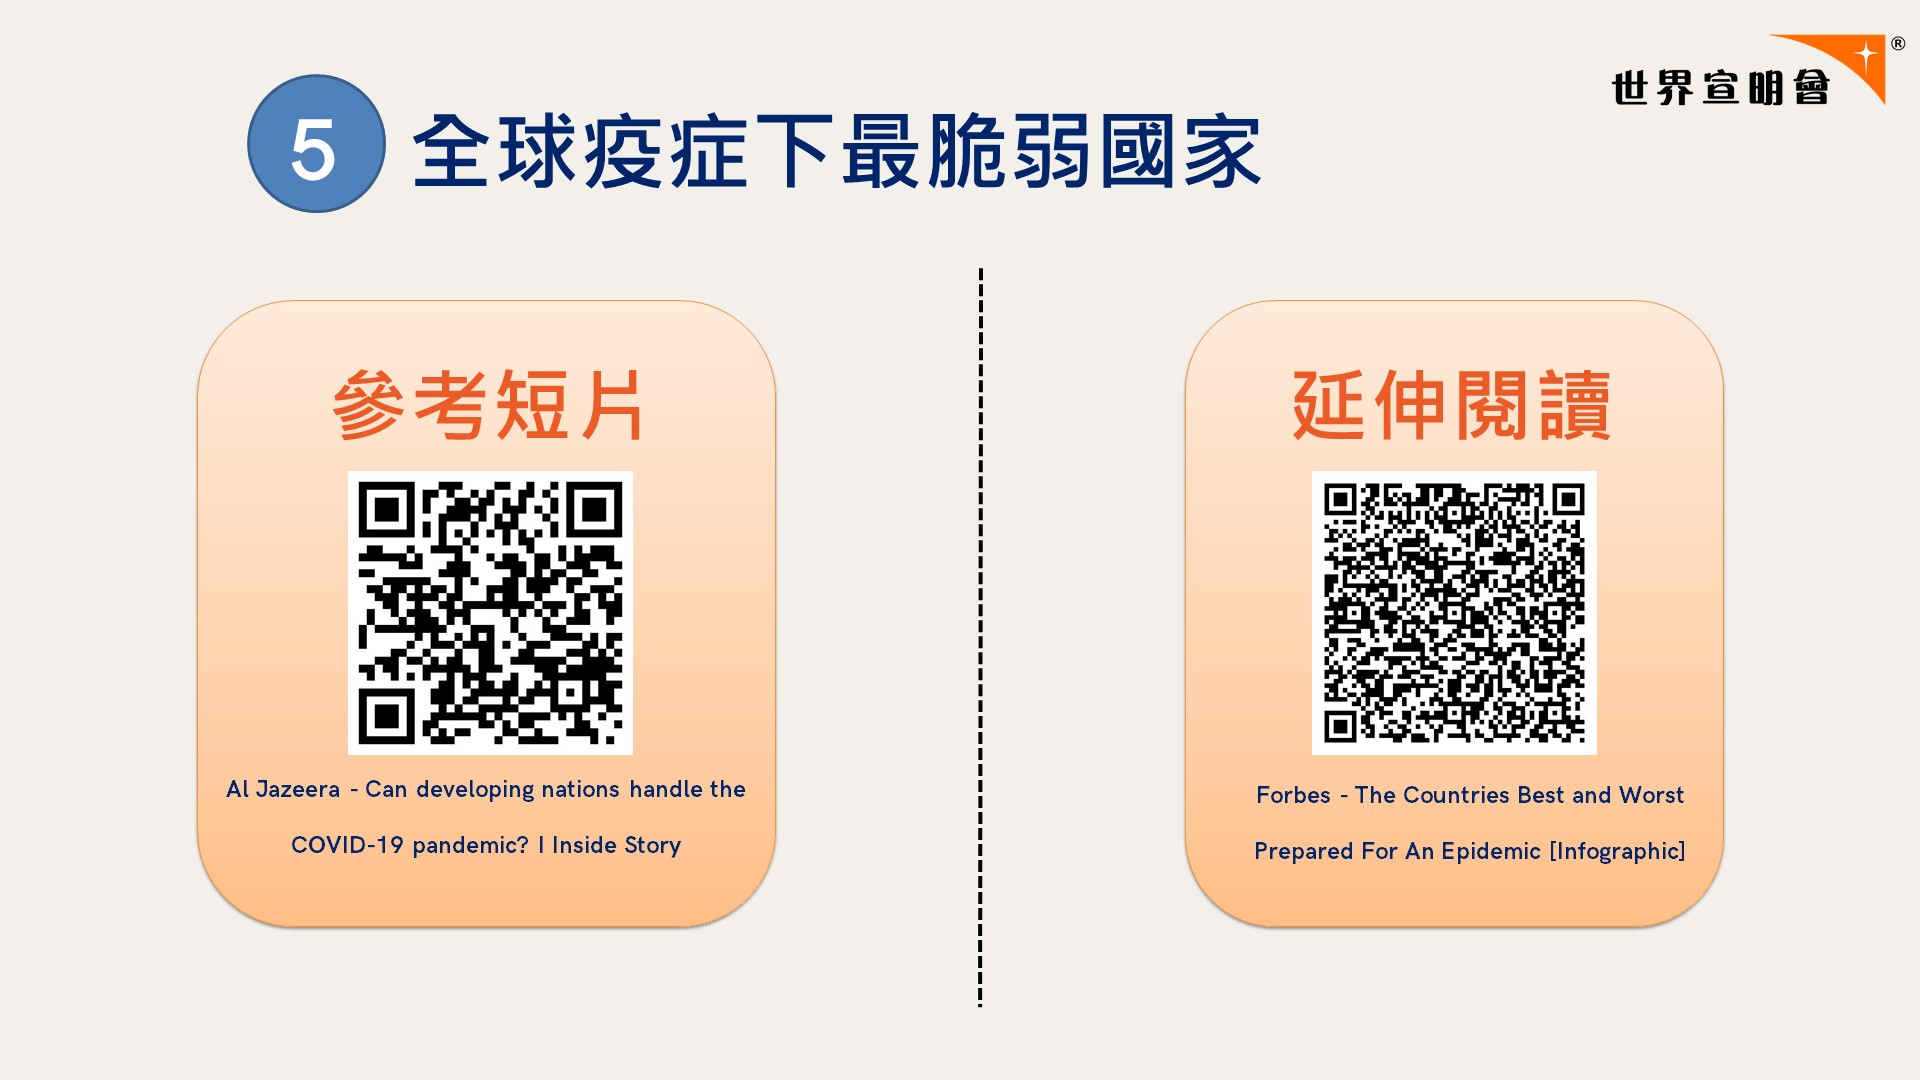 世界宣明會®
5 全球疫症下最脆弱國家
參考短片
Al Jazeera - Can developing nations handle the
COVID-19 pandemic? I Inside Story
延伸閱讀
Forbes - The Countries Best and Worst
Prepared For An Epidemic [Infographic]